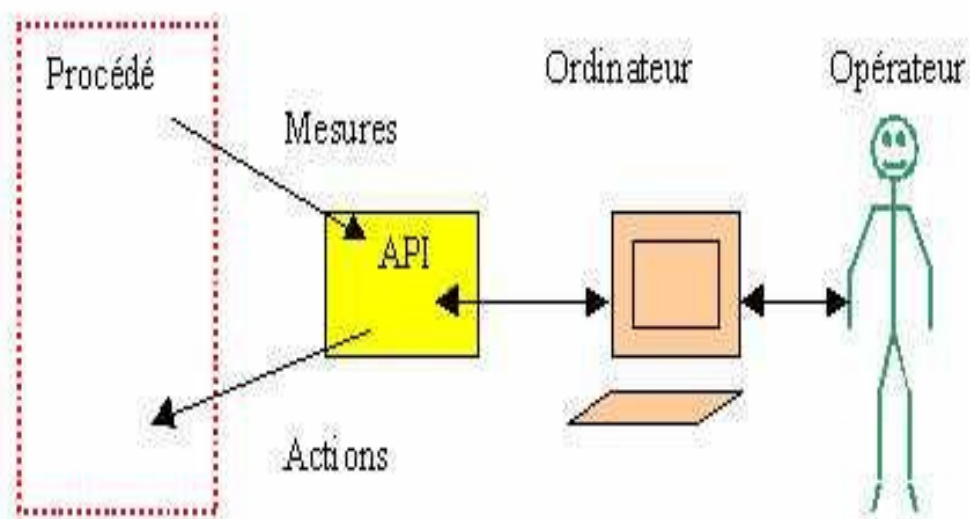 Procédé
Ordinateur
Opérateur
Mesures
API
Actions